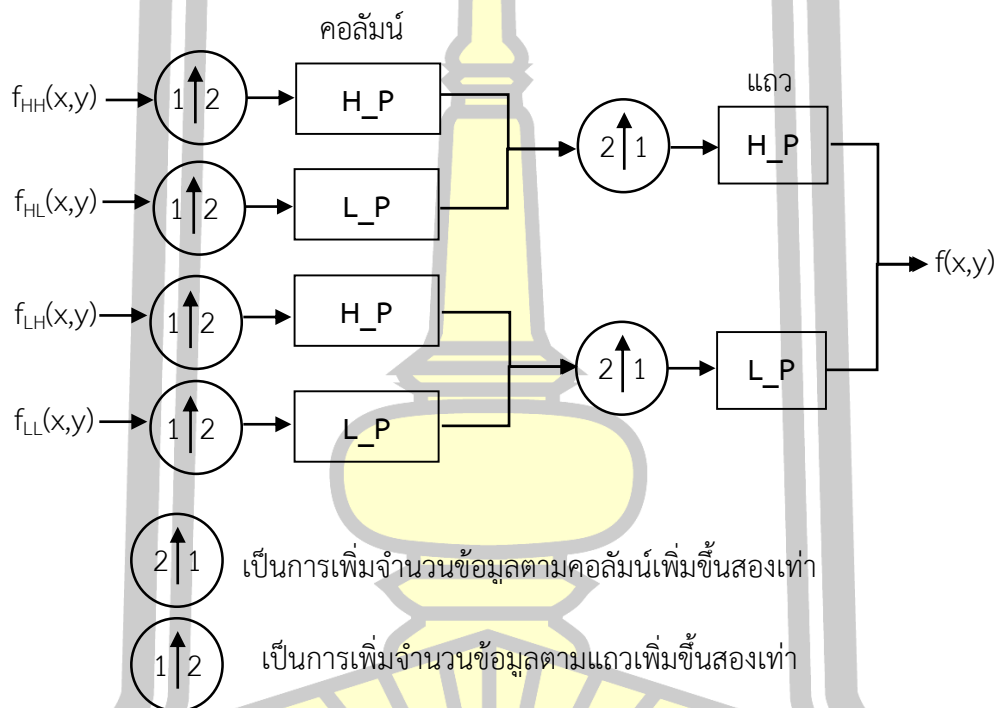 คอลัมน์
f_HH(x,y) 1 2 H_P
แถว
2 1 H_P
f_HL(x,y) 1 2 L_P
f(x,y)
f_LH(x,y) 1 2 H_P
2 1 L_P
f_LL(x,y) 1 2 L_P
2 1 เป็นการเพิ่มจำนวนข้อมูลตามคอลัมน์เพิ่มขึ้นสองเท่า
1 2 เป็นการเพิ่มจำนวนข้อมูลตามแถวเพิ่มขึ้นสองเท่า